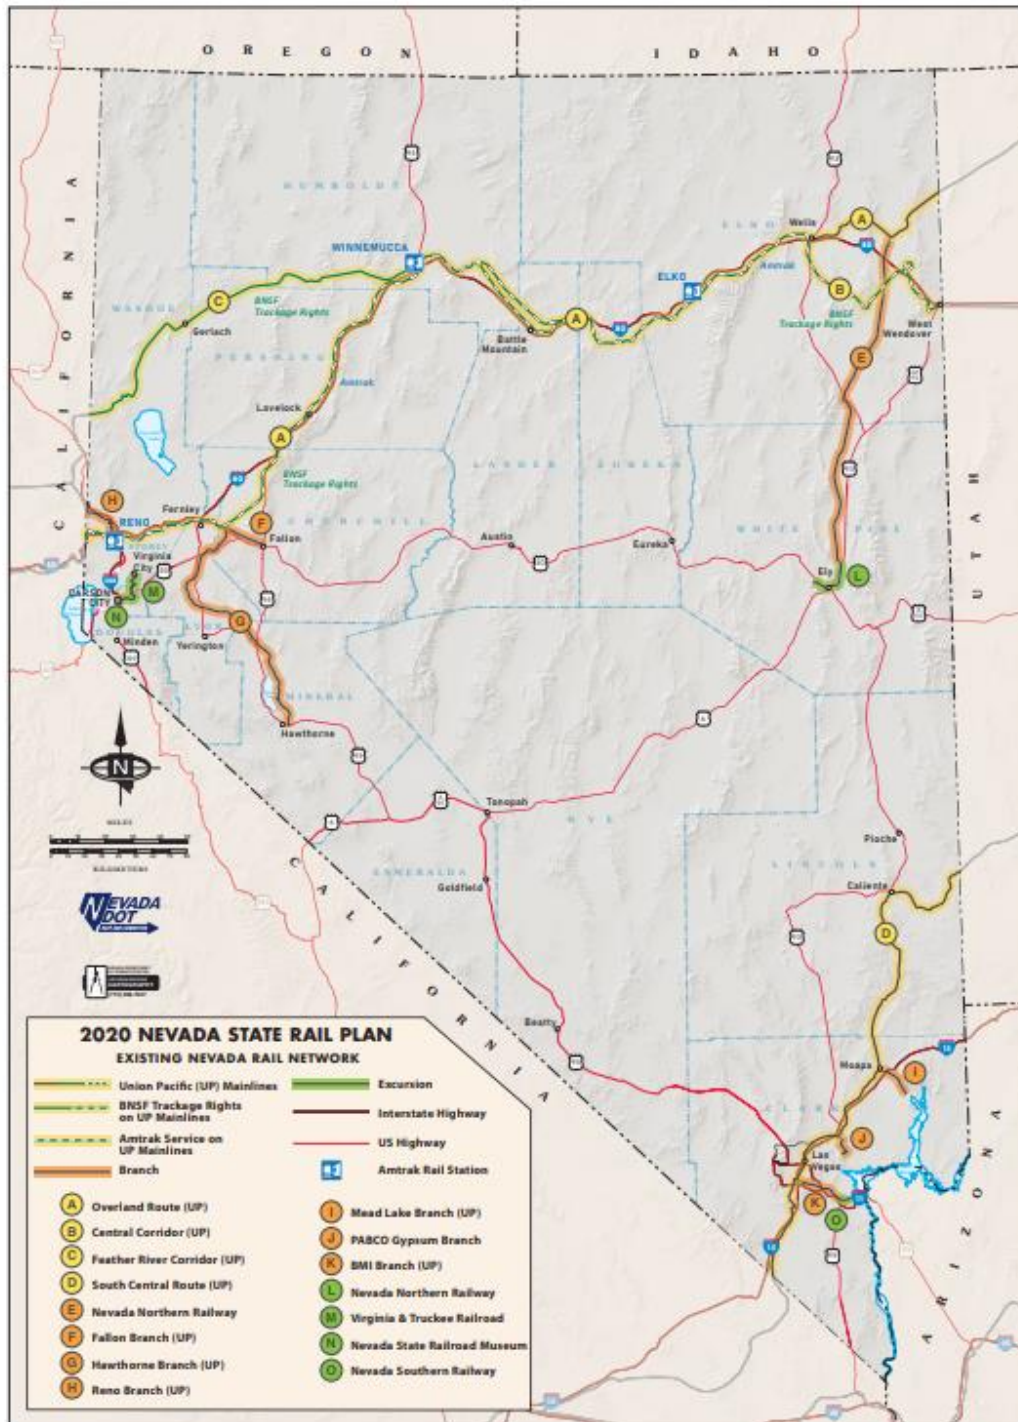 OREGON
IDAHO
CALIFORNIA
HUMBOLDT
WINNEMUCCA
ELKO
Wells
A
ELKO
Amtrak
C
BNSF
Trackage Rights
WASHOE
Gerlach
PERSHING
Battle
Mountain
A
B
BNSF
Trackage Rights
West
Wendover
E
Amtrak
Lovelock
A
BNSF
Trackage Rights
LANDER
EUREKA
UTAH
H
RENO
Fernley
F
CHURCHILL
Fallon
Austin
Eureka
WHITE PINE
STOREY
Virginia
City
M
CARSON
CITY
N
Ely
L
DOUGLAS
Minden
LYON
Yerington
G
MINERAL
Hawthorne
N
MILES
KILOMETERS
Tonopah
NYE
ESMERALDA
Goldfield
Pioche
LINCOLN
Caliente
D
NEVADA
DOT
CALIFORNIA
Beatty
Moapa
I
CLARK
J
Las
Vegas
K
O
ARIZONA
2020 NEVADA STATE RAIL PLAN
EXISTING NEVADA RAIL NETWORK
Union Pacific (UP) Mainlines
BNSF Trackage Rights
on UP Mainlines
Amtrak Service on
UP Mainlines
Branch
Excursion
Interstate Highway
US Highway
Amtrak Rail Station
A Overland Route (UP)
B Central Corridor (UP)
C Feather River Corridor (UP)
D South Central Route (UP)
E Nevada Northern Railway
F Fallon Branch (UP)
G Hawthorne Branch (UP)
H Reno Branch (UP)
I Mead Lake Branch (UP)
J PABCO Gypsum Branch
K BMI Branch (UP)
L Nevada Northern Railway
M Virginia & Truckee Railroad
N Nevada State Railroad Museum
O Nevada Southern Railway